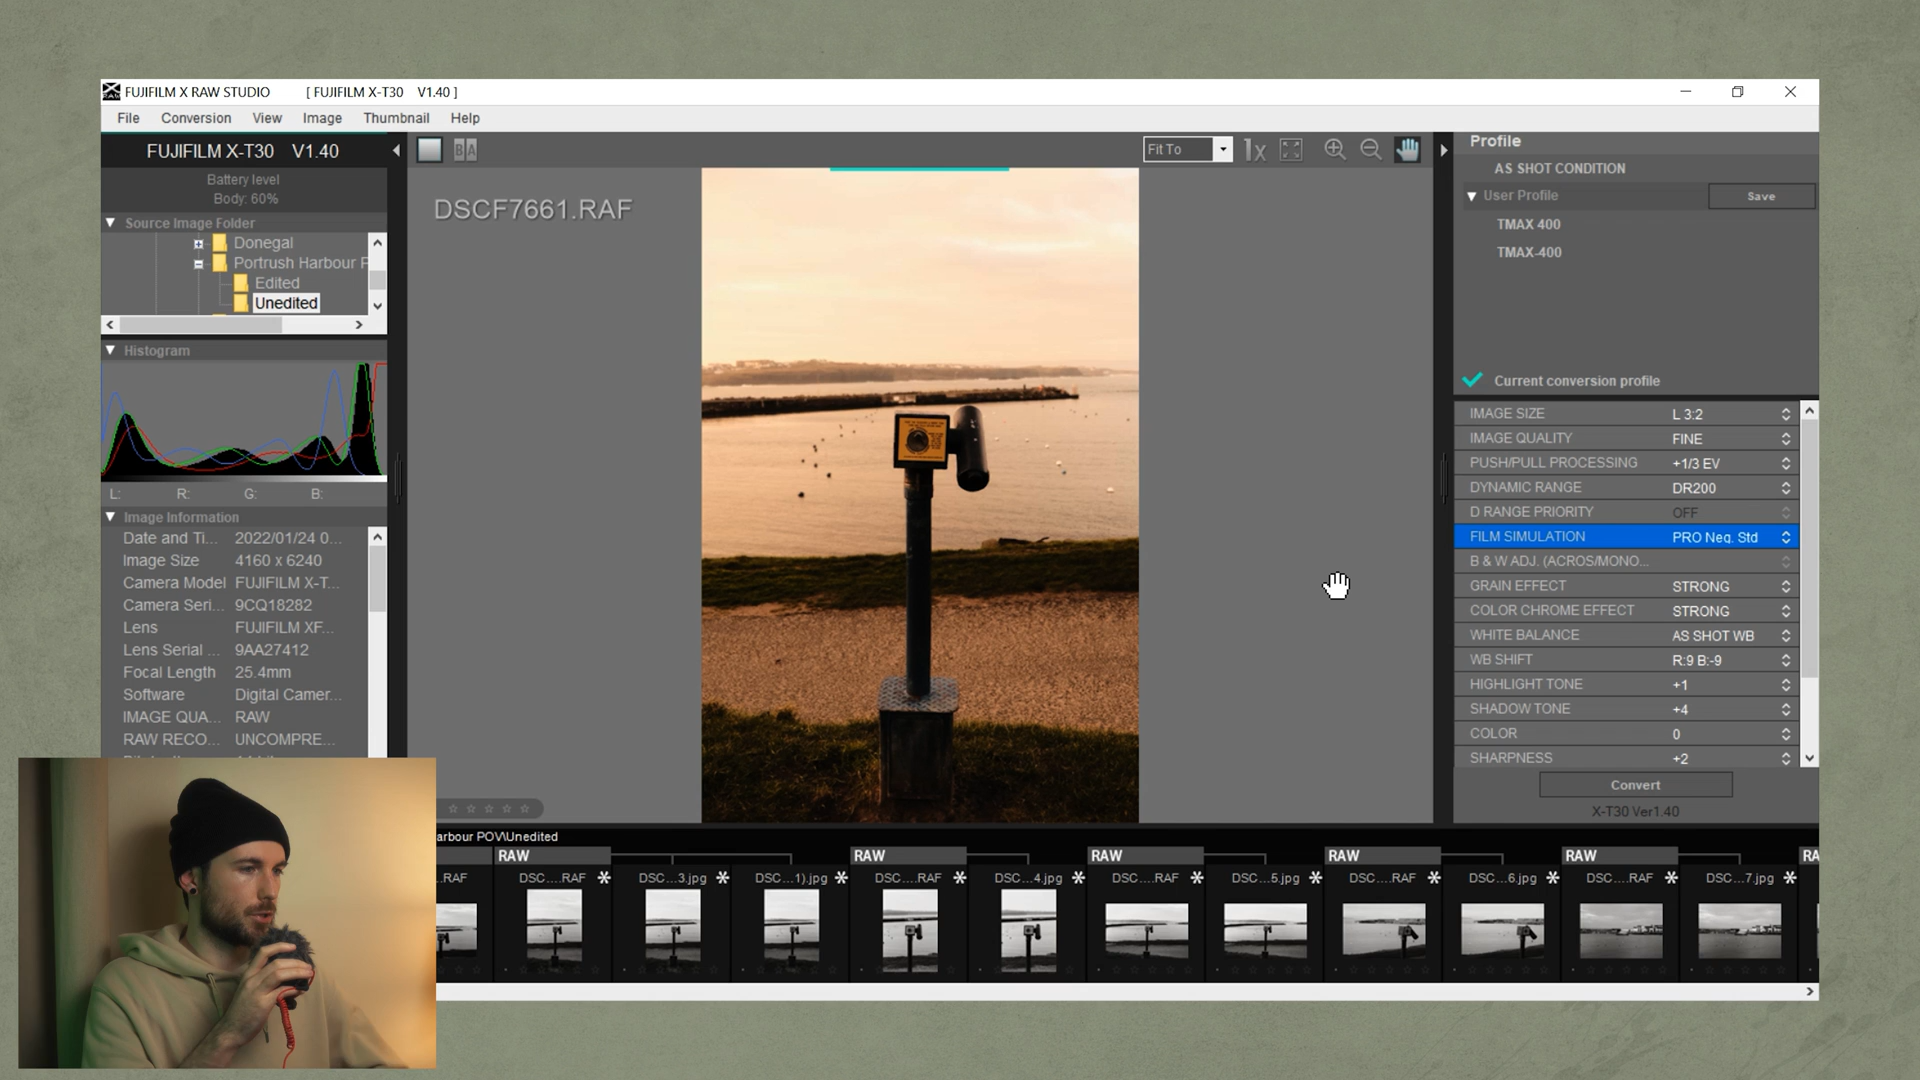 FUJIFILM X RAW STUDIO [ FUJIFILM X-T30 V1.40 ]
File Conversion View Image Thumbnail Help
FUJIFILM X-T30 V1.40
Battery level
Body: 60%
Source Image Folder
Donegal
Portrush Harbour P
Edited
Unedited
Histogram
L: R: G: B:
Image Information
Date and Ti... 2022/01/24 0...
Image Size 4160 x 6240
Camera Model FUJIFILM X-T...
Camera Seri... 9CQ18282
Lens FUJIFILM XF...
Lens Serial ... 9AA27412
Focal Length 25.4mm
Software Digital Camer...
IMAGE QUA... RAW
RAW RECO... UNCOMPRE...
B A
Fit To
1x
DSCF7661.RAF
Profile
AS SHOT CONDITION
User Profile Save
TMAX 400
TMAX-400
Current conversion profile
IMAGE SIZE L 3:2
IMAGE QUALITY FINE
PUSH/PULL PROCESSING +1/3 EV
DYNAMIC RANGE DR200
D RANGE PRIORITY OFF
FILM SIMULATION PRO Neg. Std
B & W ADJ. (ACROS/MONO...
GRAIN EFFECT STRONG
COLOR CHROME EFFECT STRONG
WHITE BALANCE AS SHOT WB
WB SHIFT R:9 B:-9
HIGHLIGHT TONE +1
SHADOW TONE +4
COLOR 0
SHARPNESS +2
Convert
X-T30 Ver1.40
arbour POV\Unedited
RAW RAW RAW RAW RAW RA
.RAF DSC....RAF DSC...3.jpg DSC...1).jpg DSC....RAF DSC...4.jpg DSC....RAF DSC...5.jpg DSC....RAF DSC...6.jpg DSC....RAF DSC...7.jpg